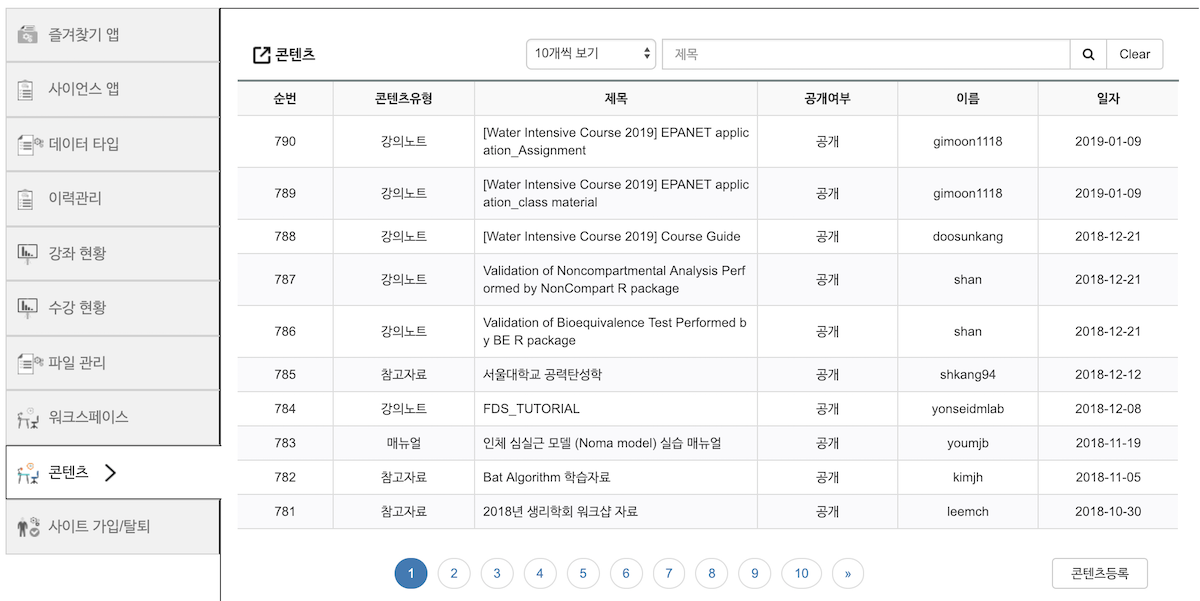 즐겨찾기 앱
사이언스 앱
데이터 타입
이력관리
강좌 현황
수강 현황
파일 관리
워크스페이스
콘텐츠
사이트 가입/탈퇴
콘텐츠 10개씩 보기 제목 Clear
순번 콘텐츠유형 제목 공개여부 이름 일자
790 강의노트 [Water Intensive Course 2019] EPANET applic
ation_Assignment 공개 gimoon1118 2019-01-09
789 강의노트 [Water Intensive Course 2019] EPANET applic
ation_class material 공개 gimoon1118 2019-01-09
788 강의노트 [Water Intensive Course 2019] Course Guide 공개 doosunkang 2018-12-21
787 강의노트 Validation of Noncompartmental Analysis Perf
ormed by NonCompart R package 공개 shan 2018-12-21
786 강의노트 Validation of Bioequivalence Test Performed b
y BE R package 공개 shan 2018-12-21
785 참고자료 서울대학교 공력탄성학 공개 shkang94 2018-12-12
784 강의노트 FDS_TUTORIAL 공개 yonseidmlab 2018-12-08
783 매뉴얼 인체 심실근 모델 (Noma model) 실습 매뉴얼 공개 youmjb 2018-11-19
782 참고자료 Bat Algorithm 학습자료 공개 kimjh 2018-11-05
781 참고자료 2018년 생리학회 워크샵 자료 공개 leemch 2018-10-30
1 2 3 4 5 6 7 8 9 10 » 콘텐츠등록